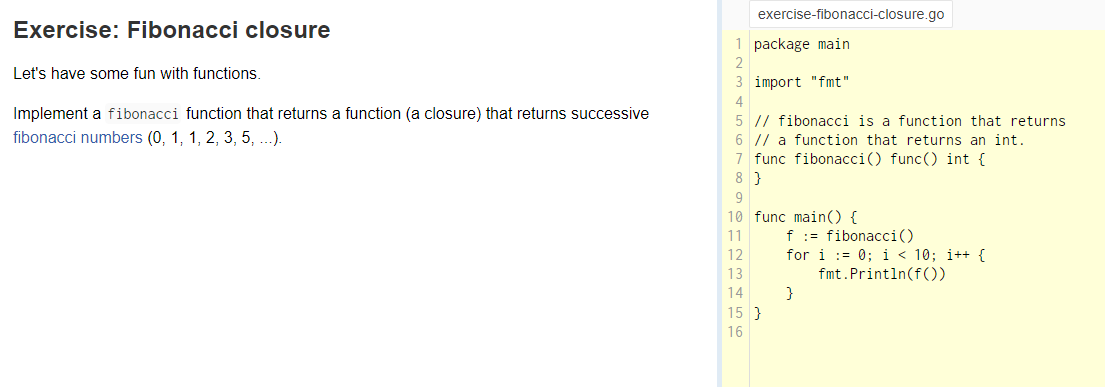 Exercise: Fibonacci closure
Let's have some fun with functions.
Implement a fibonacci function that returns a function (a closure) that returns successive
fibonacci numbers (0, 1, 1, 2, 3, 5, ...).
exercise-fibonacci-closure.go
1 package main
2
3 import "fmt"
4
5 // fibonacci is a function that returns
6 // a function that returns an int.
7 func fibonacci() func() int {
8 }
9
10 func main() {
11     f := fibonacci()
12     for i := 0; i < 10; i++ {
13         fmt.Println(f())
14     }
15 }
16